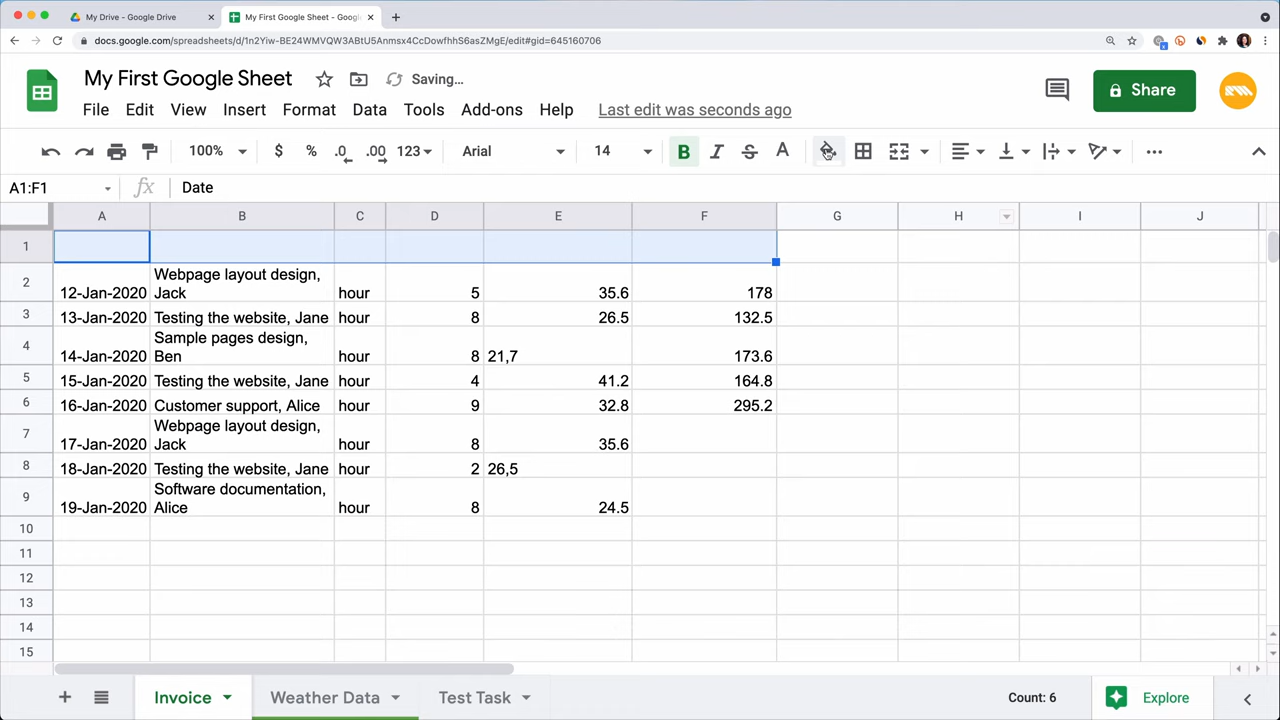 My Drive - Google Drive
My First Google Sheet - Goog
docs.google.com/spreadsheets/d/1n2Yiw-BE24WMVQW3ABtU5Anmsx4CcDowfhhS6asZMgE/edit#gid=645160706
My First Google Sheet
Saving...
File Edit View Insert Format Data Tools Add-ons Help Last edit was seconds ago
Share
100% $ % .0 .00 123 Arial 14 B I S A
A1:F1 fx Date
A B C D E F G H I J
1
2 12-Jan-2020 Webpage layout design, Jack hour 5 35.6 178
3 13-Jan-2020 Testing the website, Jane hour 8 26.5 132.5
4 14-Jan-2020 Sample pages design, Ben hour 8 21,7 173.6
5 15-Jan-2020 Testing the website, Jane hour 4 41.2 164.8
6 16-Jan-2020 Customer support, Alice hour 9 32.8 295.2
7 17-Jan-2020 Webpage layout design, Jack hour 8 35.6
8 18-Jan-2020 Testing the website, Jane hour 2 26,5
9 19-Jan-2020 Software documentation, Alice hour 8 24.5
10
11
12
13
14
15
Invoice Weather Data Test Task Count: 6 Explore